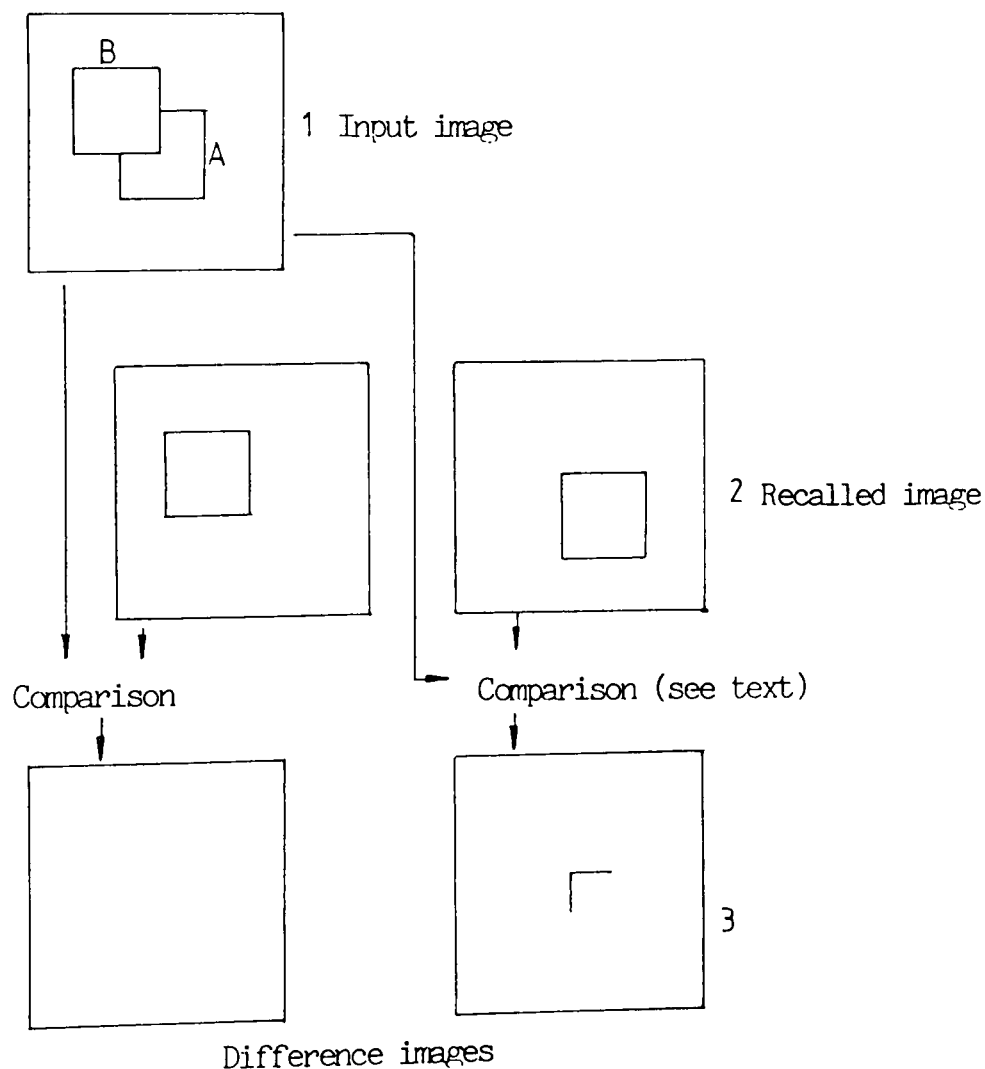 B
A
1 Input image
2 Recalled image
Comparison
Comparison (see text)
3
Difference images